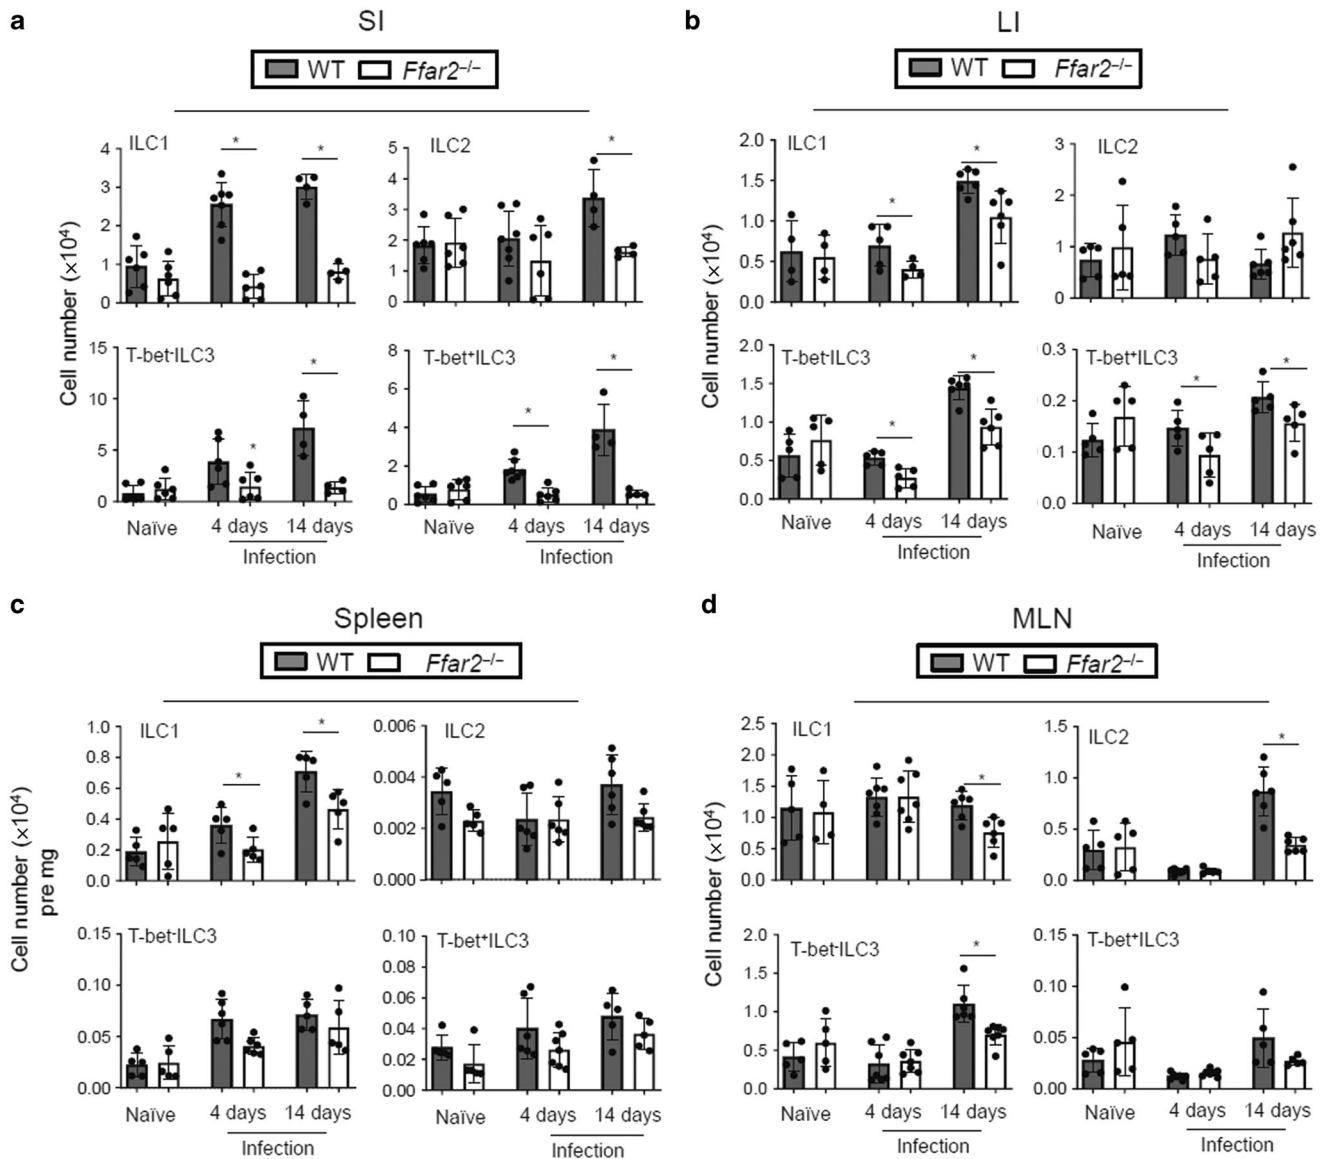 a
SI
WT Ffar2–/–
Cell number (×10⁴)
ILC1
4
3
2
1
0
*
*
ILC2
5
4
3
2
1
0
*
T-bet⁻ILC3
15
10
5
0
*
*
T-bet⁺ILC3
8
6
4
2
0
*
*
Naïve 4 days 14 days
Infection
Naïve 4 days 14 days
Infection
b
LI
WT Ffar2–/–
Cell number (×10⁴)
ILC1
2.0
1.5
1.0
0.5
0.0
*
*
ILC2
3
2
1
0
T-bet⁻ILC3
2.0
1.5
1.0
0.5
0.0
*
*
T-bet⁺ILC3
0.3
0.2
0.1
0.0
*
*
Naïve 4 days 14 days
Infection
Naïve 4 days 14 days
Infection
c
Spleen
WT Ffar2–/–
Cell number (×10⁴)
pre mg
ILC1
1.0
0.8
0.6
0.4
0.2
0.0
*
*
ILC2
0.006
0.004
0.002
0.000
T-bet⁻ILC3
0.15
0.10
0.05
0.00
T-bet⁺ILC3
0.10
0.08
0.06
0.04
0.02
0.00
Naïve 4 days 14 days
Infection
Naïve 4 days 14 days
Infection
d
MLN
WT Ffar2–/–
Cell number (×10⁴)
ILC1
2.5
2.0
1.5
1.0
0.5
0.0
*
ILC2
1.5
1.0
0.5
0.0
*
T-bet⁻ILC3
2.0
1.5
1.0
0.5
0.0
*
T-bet⁺ILC3
0.15
0.10
0.05
0.00
Naïve 4 days 14 days
Infection
Naïve 4 days 14 days
Infection